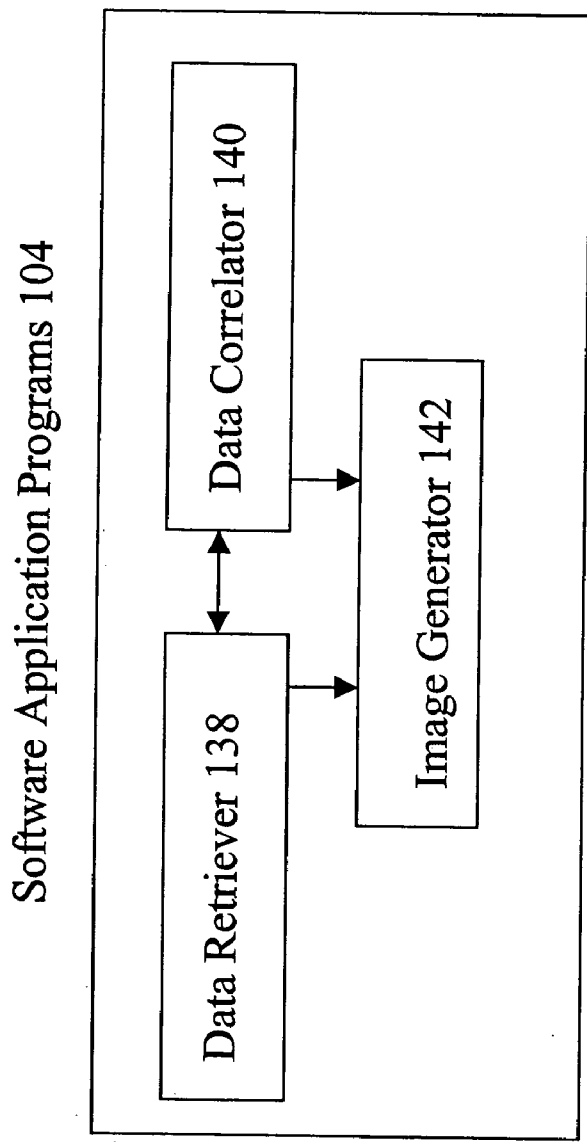 Software Application Programs 104
Data Retriever 138
Data Correlator 140
Image Generator 142